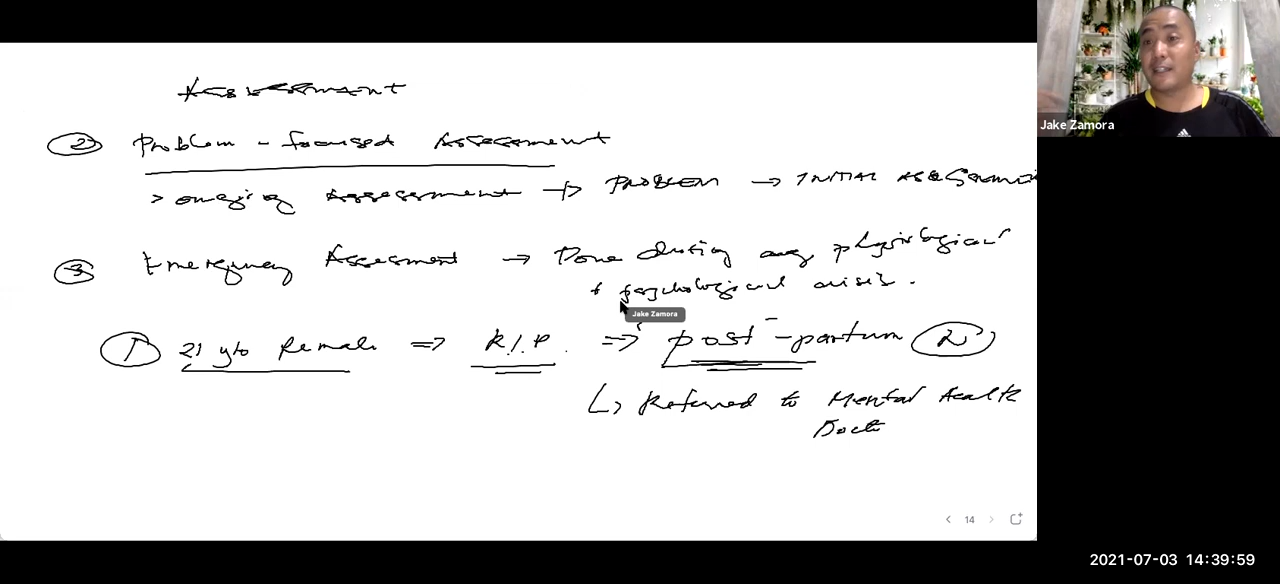 Assessment
② Problem - focused Assessment
> ongoing Assessment → PROBLEM → INITIAL ASSESSMENT
③ Emergency Assesment → Done during any physiological
+ psychological crisis.
Jake Zamora
① 21 y/o female ⇒ R.I.P. ⇒ post-partum ②
↳ Referred to Mental Health
Doct
Jake Zamora
14
2021-07-03 14:39:59